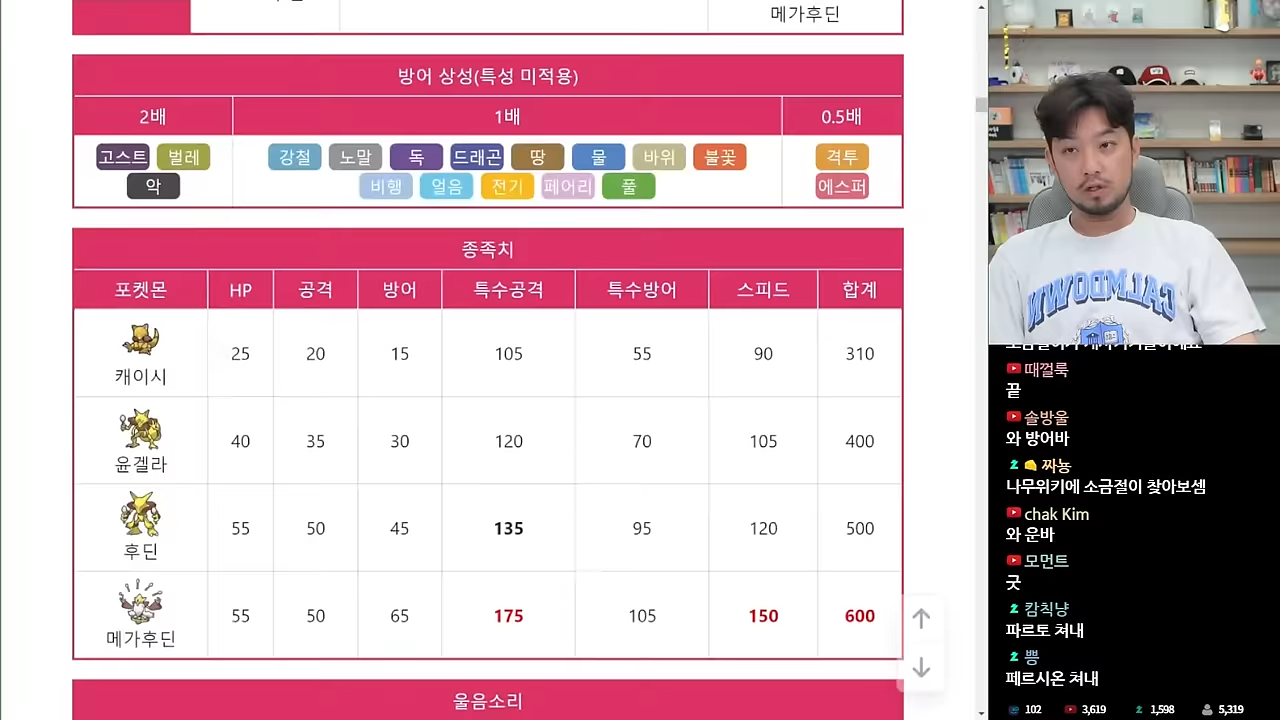 메가후딘
방어 상성(특성 미적용)
2배 1배 0.5배
고스트 벌레 강철 노말 독 드래곤 땅 물 바위 불꽃 격투
악 비행 얼음 전기 페어리 풀 에스퍼
종족치
포켓몬 HP 공격 방어 특수공격 특수방어 스피드 합계
캐이시 25 20 15 105 55 90 310
윤겔라 40 35 30 120 70 105 400
후딘 55 50 45 135 95 120 500
메가후딘 55 50 65 175 105 150 600
울음소리
CALMDOWN
때껄룩
끝
솔방울
와 방어바
짜뇽
나무위키에 소금절이 찾아보셈
chak Kim
와 운바
모먼트
굿
캄칙냥
파르토 쳐내
쁭
페르시온 쳐내
102 3,619 1,598 5,319